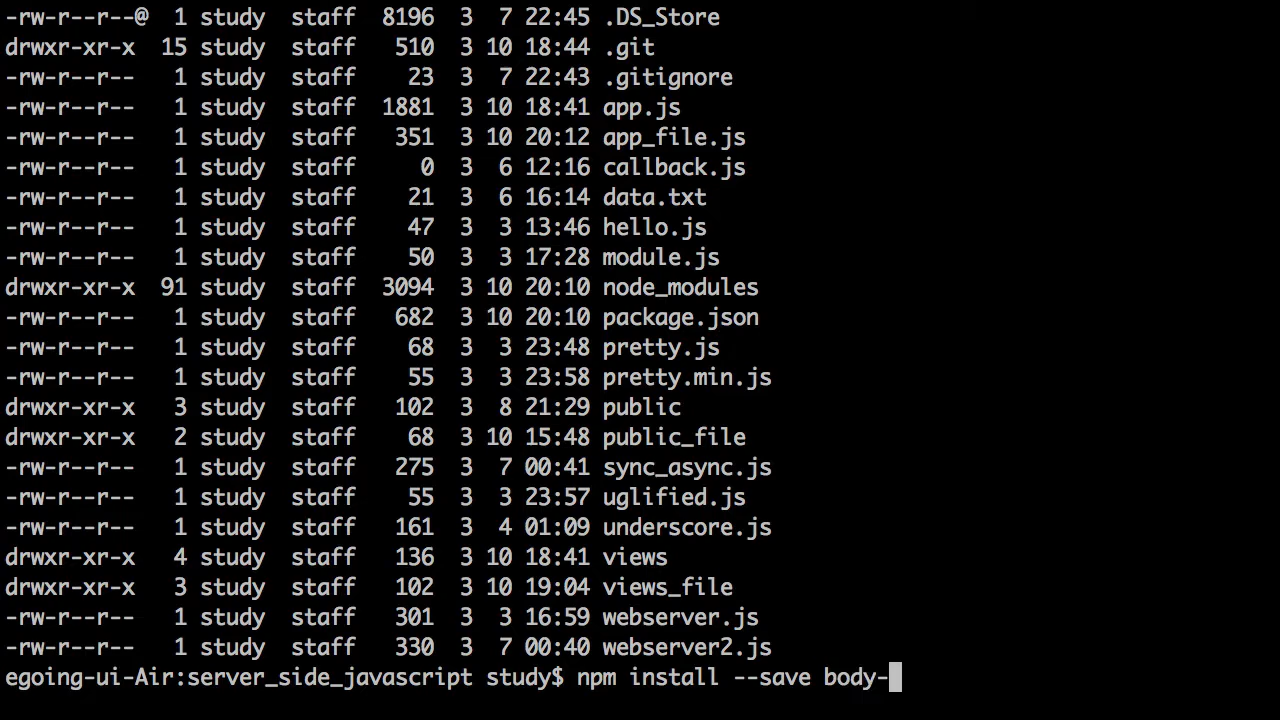 -rw-r--r--@  1 study  staff  8196  3  7 22:45 .DS_Store
drwxr-xr-x  15 study  staff   510  3 10 18:44 .git
-rw-r--r--   1 study  staff    23  3  7 22:43 .gitignore
-rw-r--r--   1 study  staff  1881  3 10 18:41 app.js
-rw-r--r--   1 study  staff   351  3 10 20:12 app_file.js
-rw-r--r--   1 study  staff     0  3  6 12:16 callback.js
-rw-r--r--   1 study  staff    21  3  6 16:14 data.txt
-rw-r--r--   1 study  staff    47  3  3 13:46 hello.js
-rw-r--r--   1 study  staff    50  3  3 17:28 module.js
drwxr-xr-x  91 study  staff  3094  3 10 20:10 node_modules
-rw-r--r--   1 study  staff   682  3 10 20:10 package.json
-rw-r--r--   1 study  staff    68  3  3 23:48 pretty.js
-rw-r--r--   1 study  staff    55  3  3 23:58 pretty.min.js
drwxr-xr-x   3 study  staff   102  3  8 21:29 public
drwxr-xr-x   2 study  staff    68  3 10 15:48 public_file
-rw-r--r--   1 study  staff   275  3  7 00:41 sync_async.js
-rw-r--r--   1 study  staff    55  3  3 23:57 uglified.js
-rw-r--r--   1 study  staff   161  3  4 01:09 underscore.js
drwxr-xr-x   4 study  staff   136  3 10 18:41 views
drwxr-xr-x   3 study  staff   102  3 10 19:04 views_file
-rw-r--r--   1 study  staff   301  3  3 16:59 webserver.js
-rw-r--r--   1 study  staff   330  3  7 00:40 webserver2.js
egoing-ui-Air:server_side_javascript study$ npm install --save body-